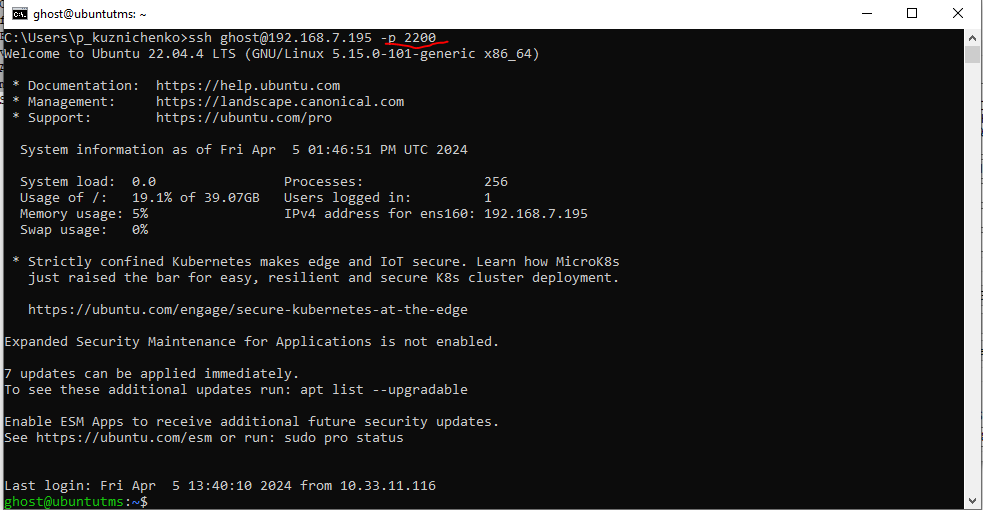 ghost@ubuntutms: ~
C:\Users\p_kuznichenko>ssh ghost@192.168.7.195 -p 2200
Welcome to Ubuntu 22.04.4 LTS (GNU/Linux 5.15.0-101-generic x86_64)
* Documentation:  https://help.ubuntu.com
* Management:     https://landscape.canonical.com
* Support:        https://ubuntu.com/pro
System information as of Fri Apr  5 01:46:51 PM UTC 2024
System load:  0.0                Processes:               256
Usage of /:   19.1% of 39.07GB   Users logged in:         1
Memory usage: 5%                 IPv4 address for ens160: 192.168.7.195
Swap usage:   0%
* Strictly confined Kubernetes makes edge and IoT secure. Learn how MicroK8s
just raised the bar for easy, resilient and secure K8s cluster deployment.
https://ubuntu.com/engage/secure-kubernetes-at-the-edge
Expanded Security Maintenance for Applications is not enabled.
7 updates can be applied immediately.
To see these additional updates run: apt list --upgradable
Enable ESM Apps to receive additional future security updates.
See https://ubuntu.com/esm or run: sudo pro status
Last login: Fri Apr  5 13:40:10 2024 from 10.33.11.116
ghost@ubuntutms:~$